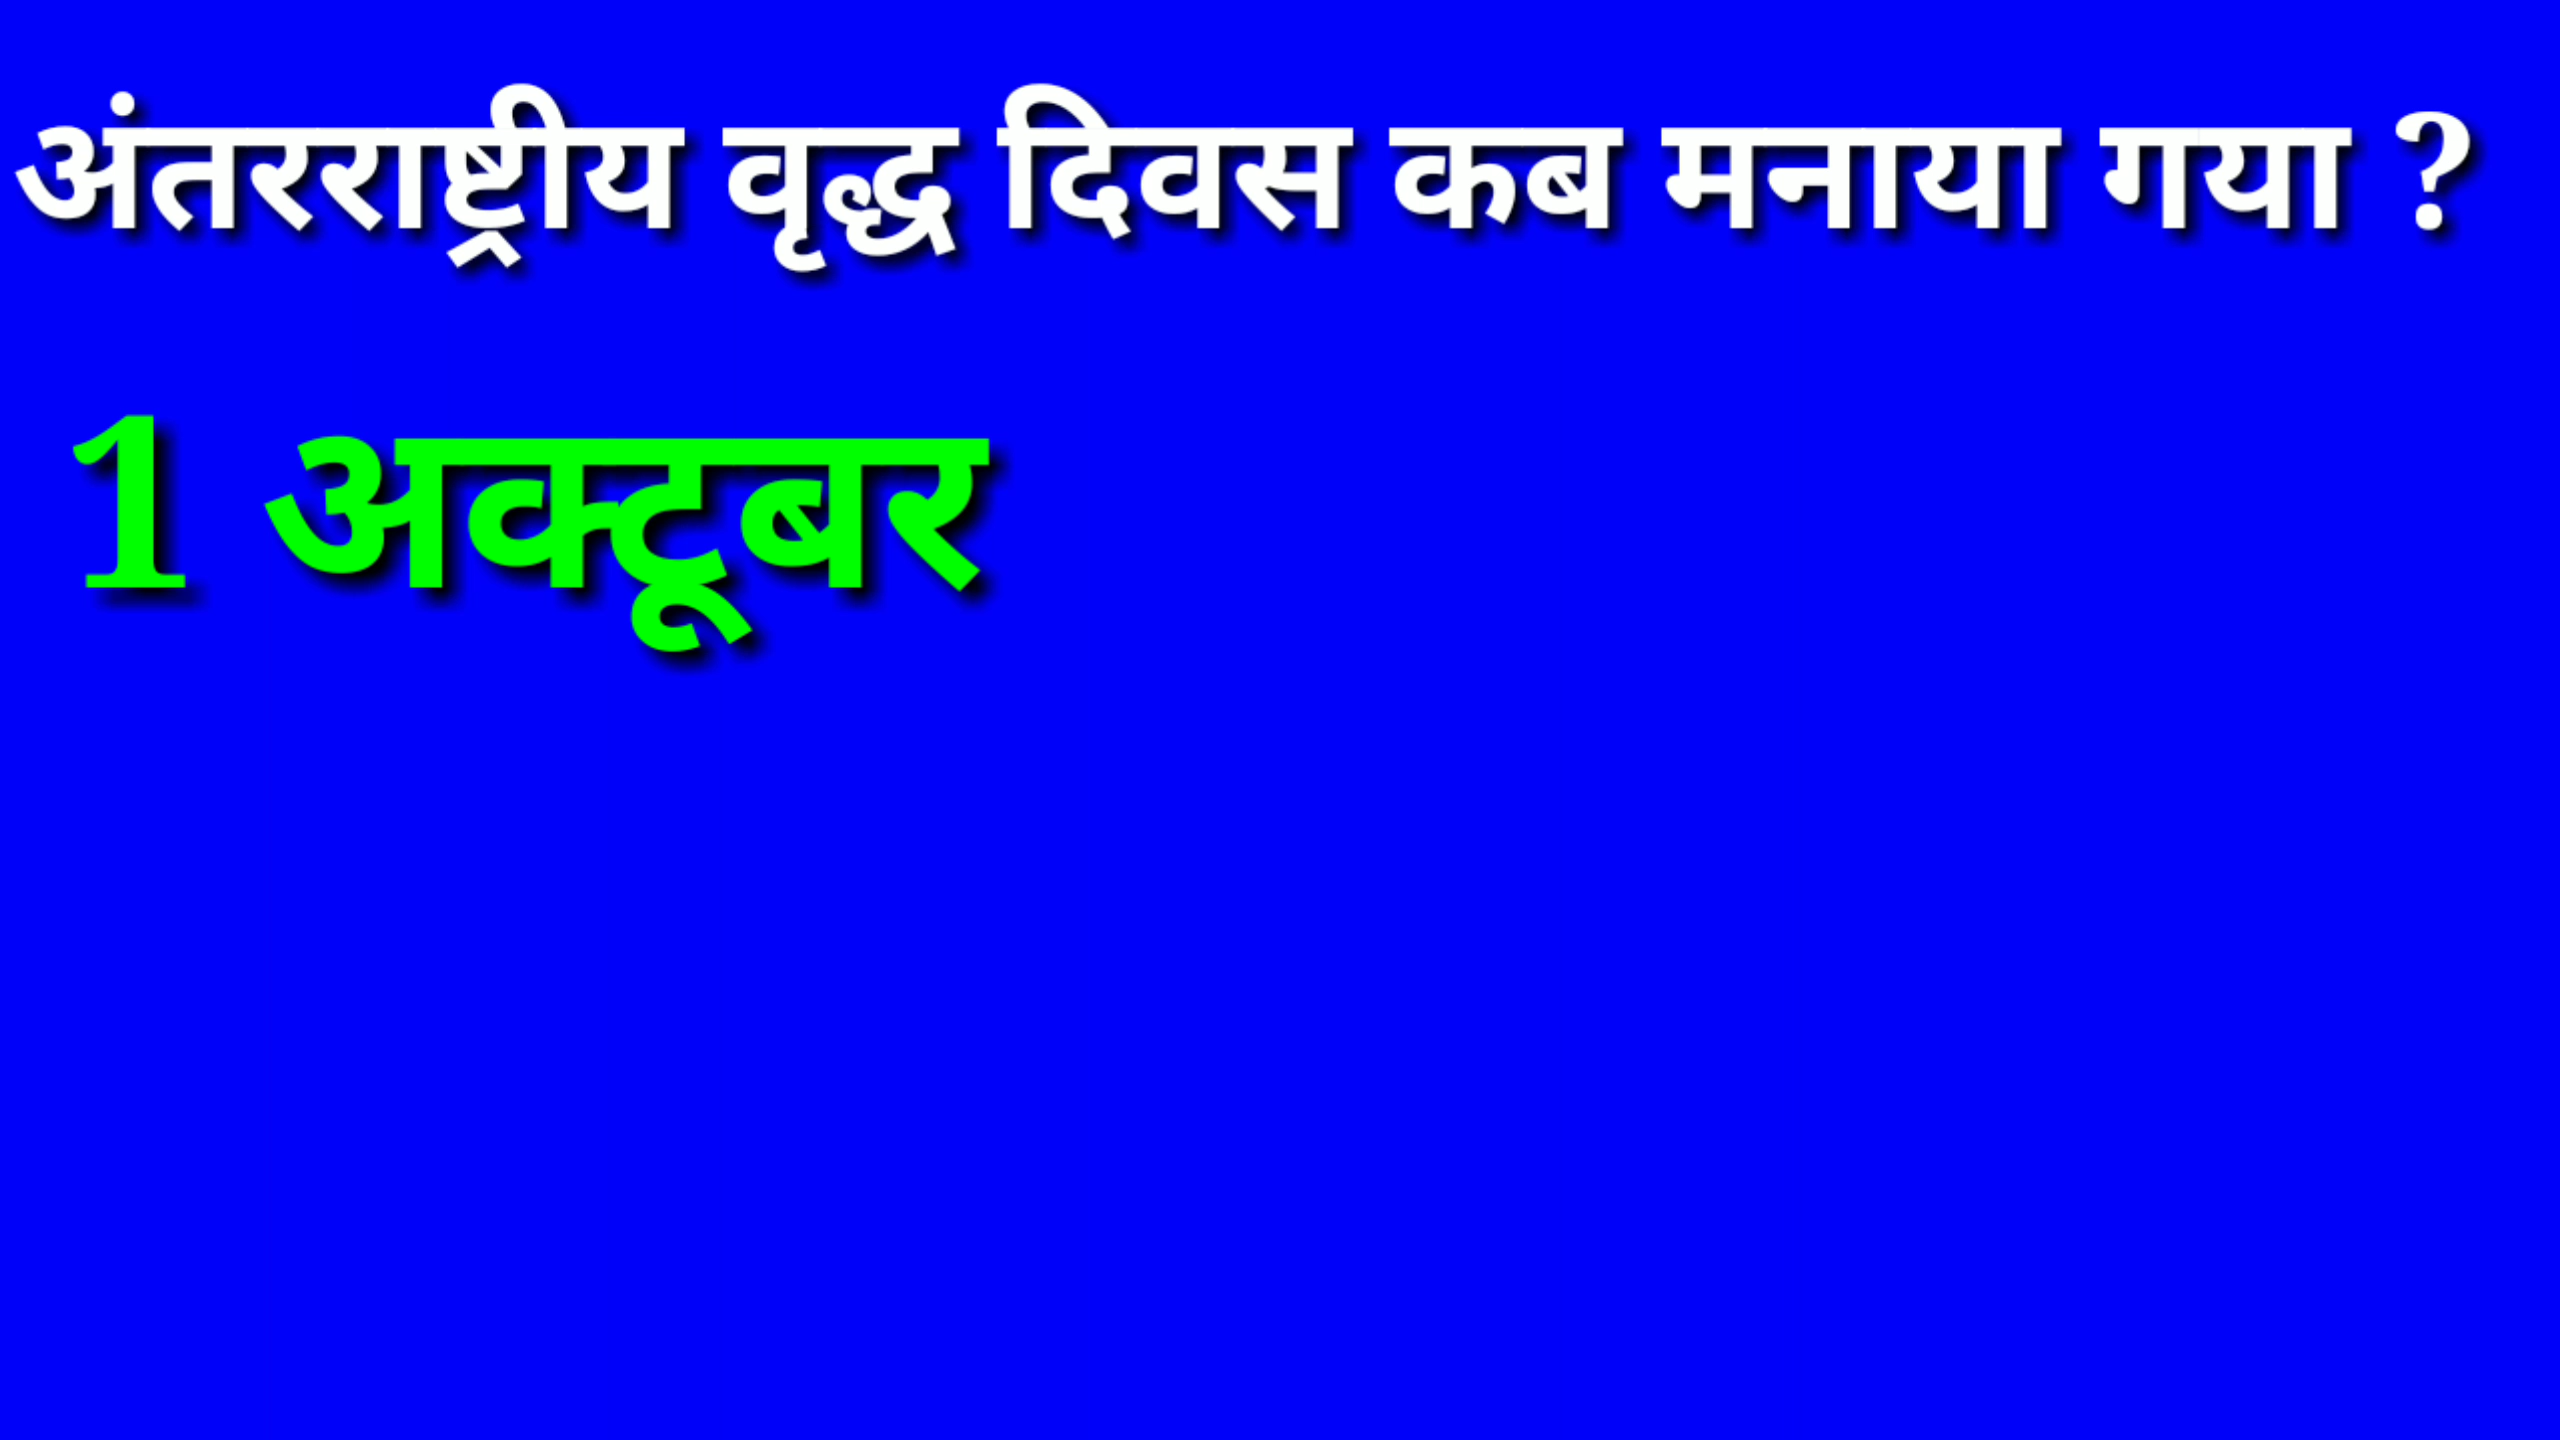 अंतरराष्ट्रीय वृद्ध दिवस कब मनाया गया ?
1 अक्टूबर